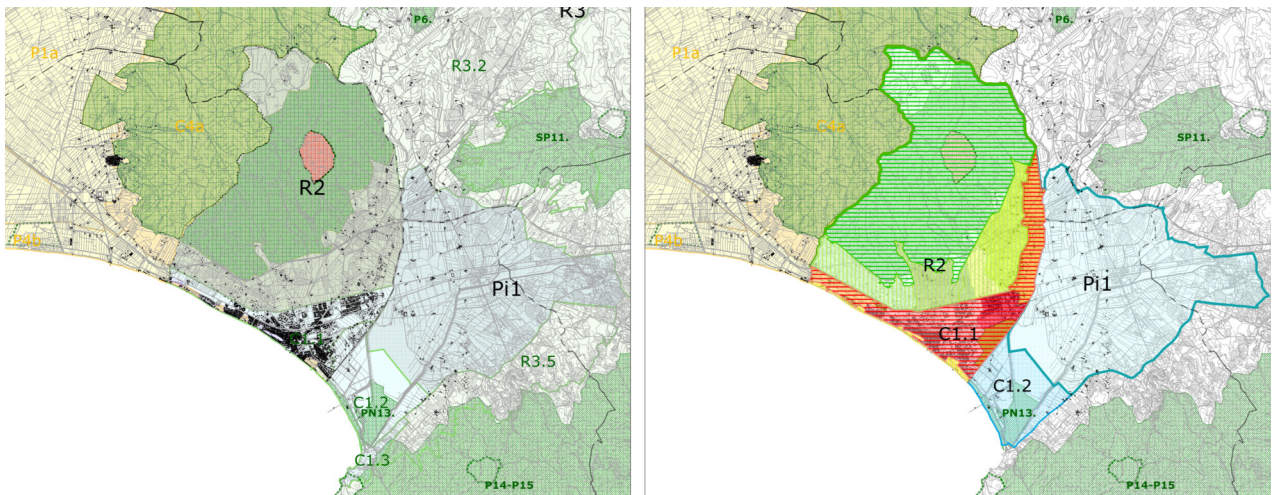 R3
P6.
P1a
R3.2
C4a
SP11.
R2
P4b
Pi1
R3.5
C1.2
PN13.
C1.3
P14-P15
P6.
P1a
C4a
SP11.
P4b
R2
Pi1
C1.1
C1.2
PN13.
P14-P15